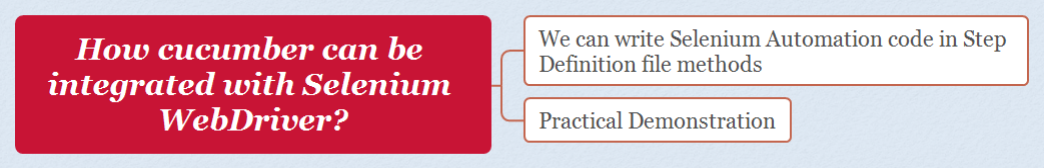 How cucumber can be
integrated with Selenium
WebDriver?
We can write Selenium Automation code in Step
Definition file methods
Practical Demonstration